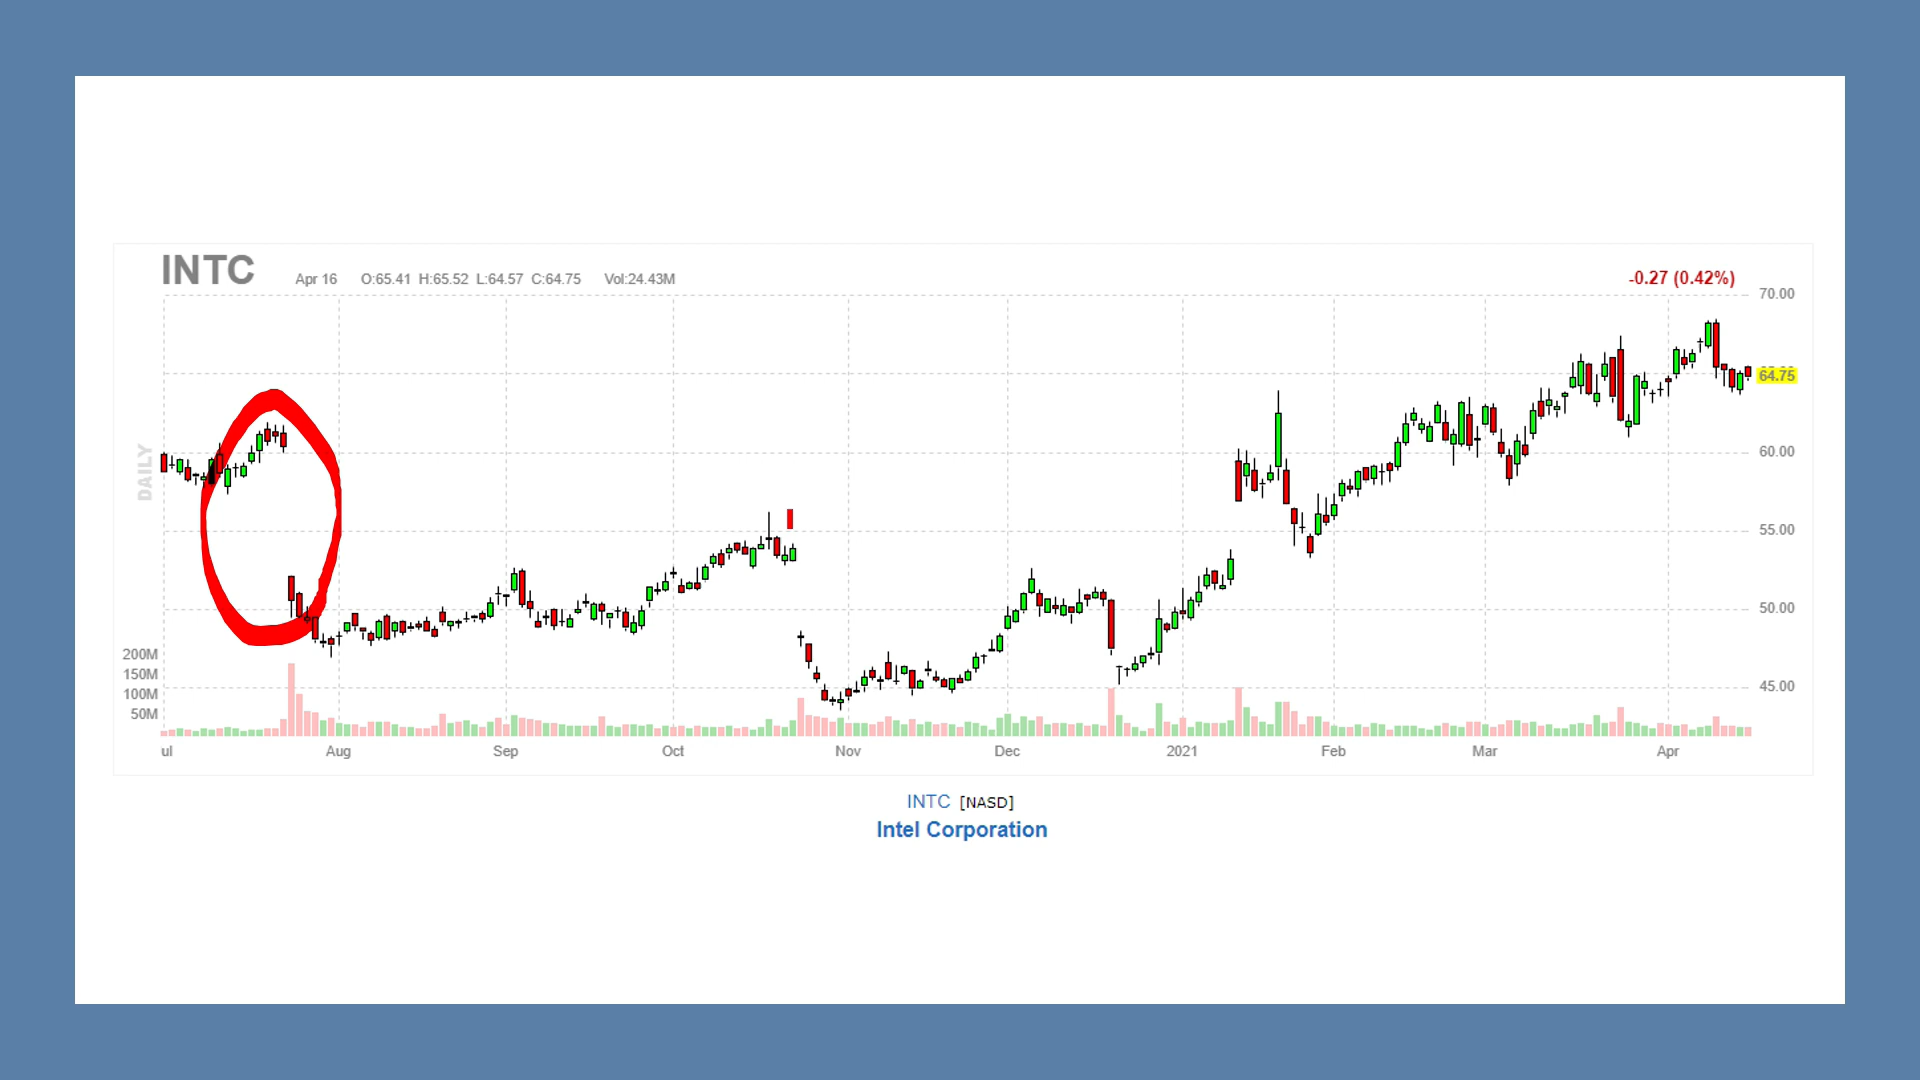 INTC Apr 16 O:65.41 H:65.52 L:64.57 C:64.75 Vol:24.43M -0.27 (0.42%)
70.00
64.75
60.00
DAILY
55.00
50.00
200M
150M
45.00
100M
50M
ul Aug Sep Oct Nov Dec 2021 Feb Mar Apr
INTC [NASD]
Intel Corporation